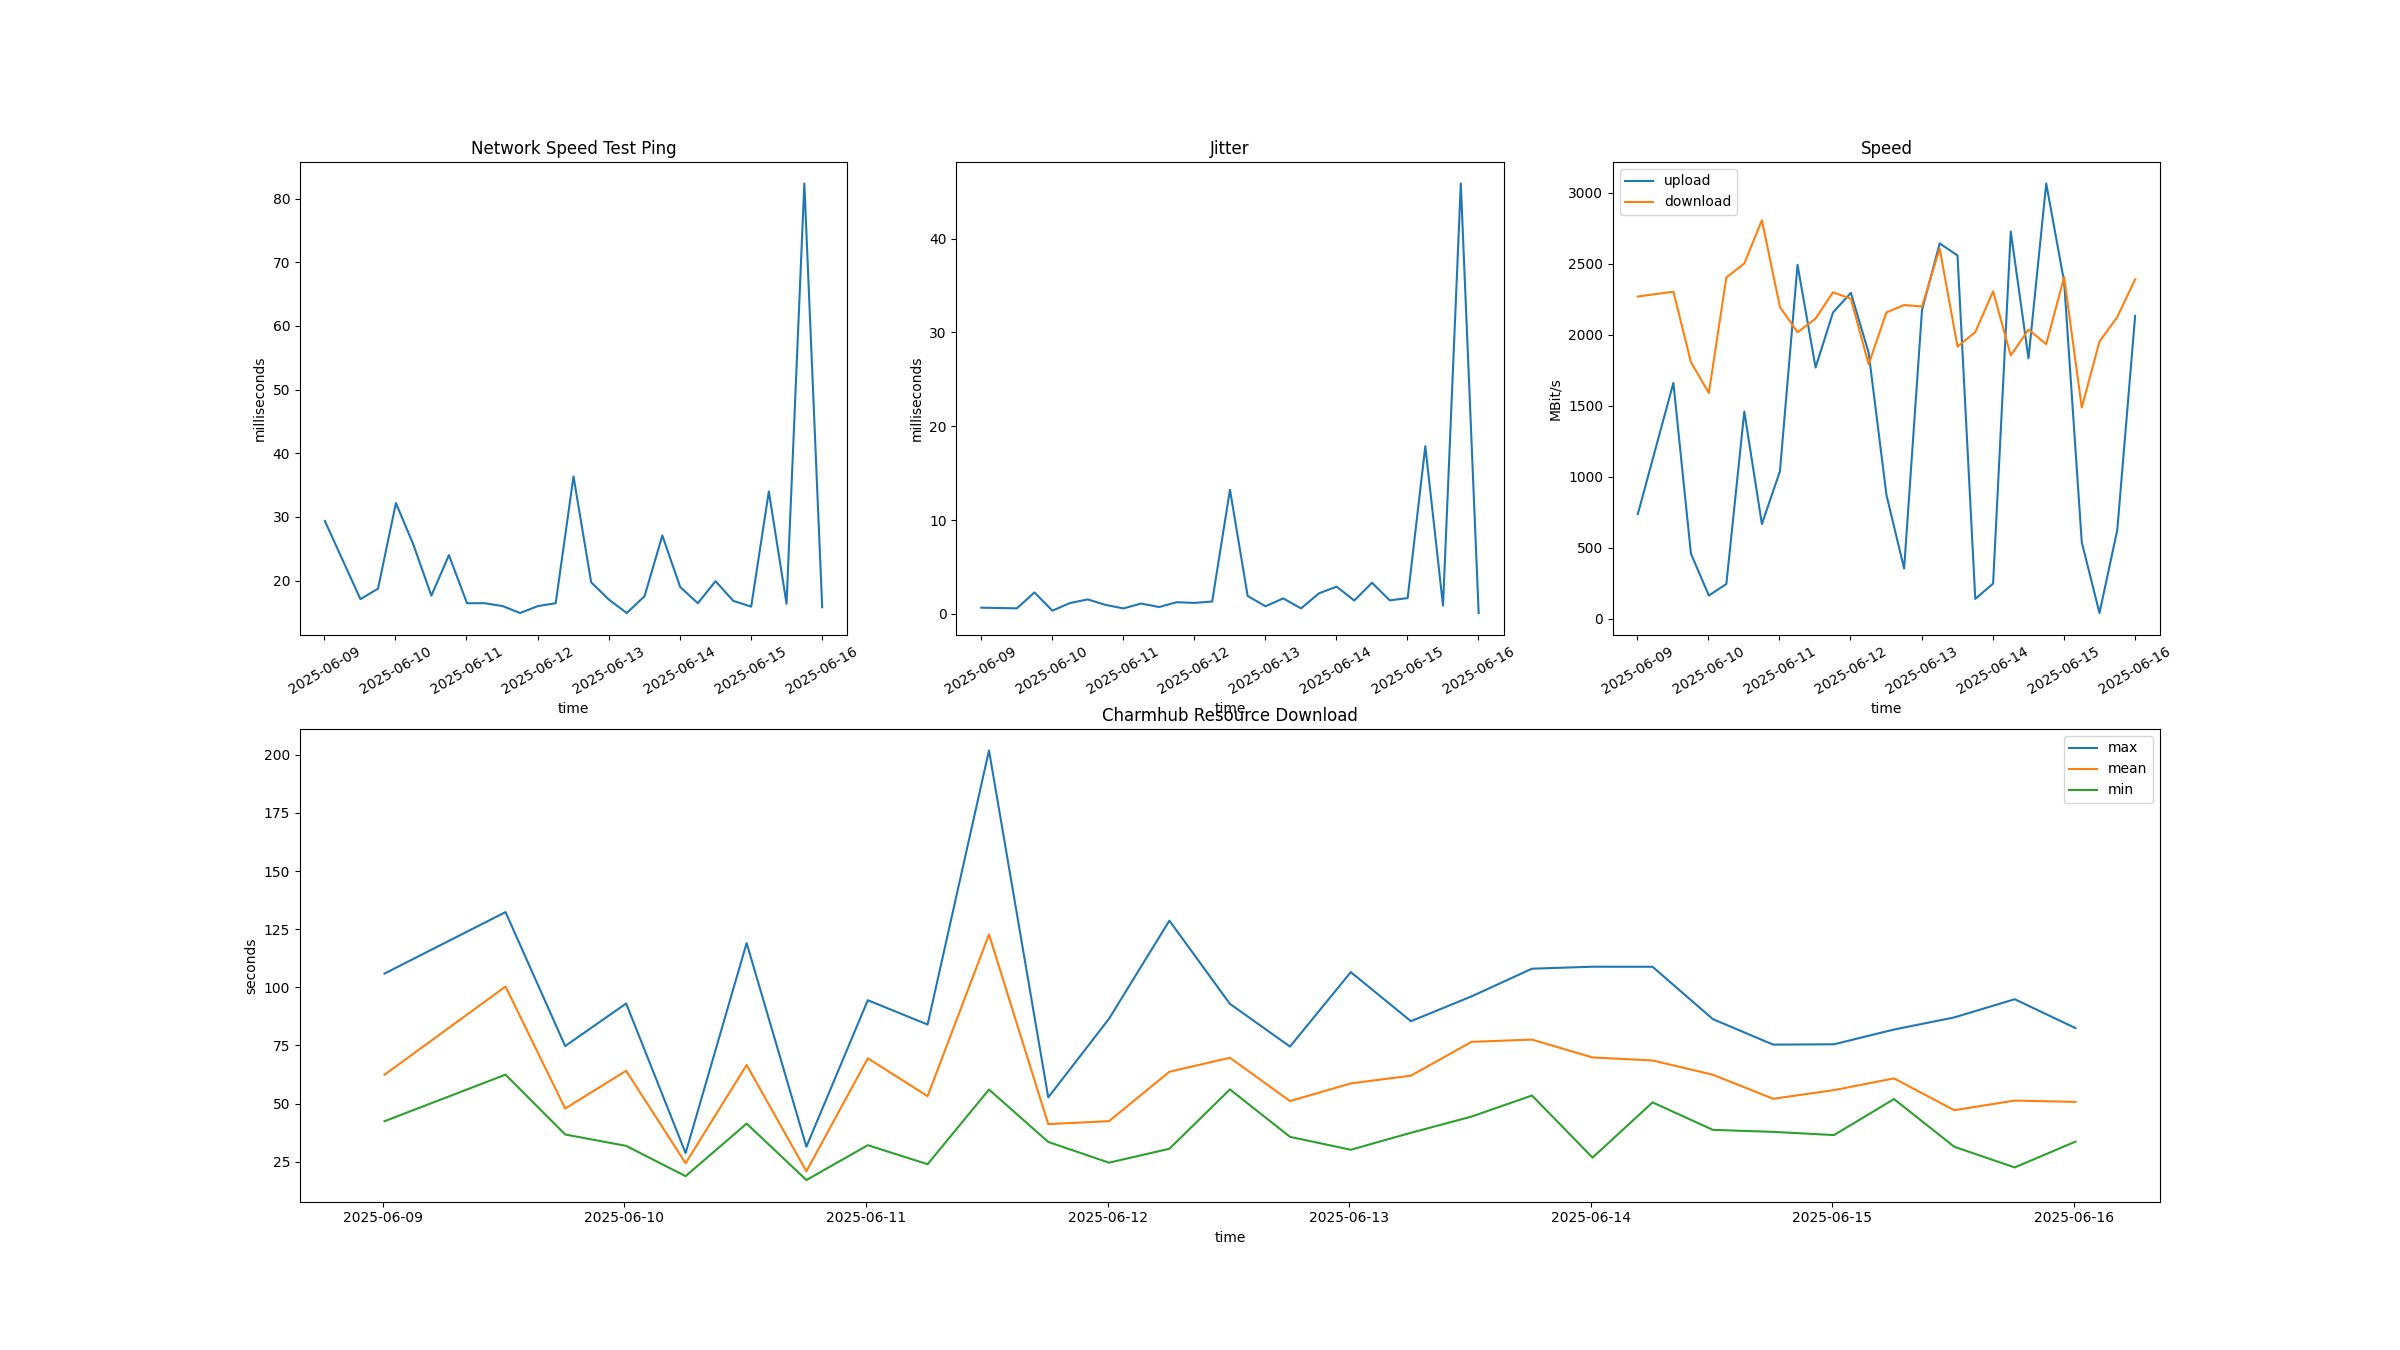 Network Speed Test Ping
milliseconds
80
70
60
50
40
30
20
2025-06-09 2025-06-10 2025-06-11 2025-06-12 2025-06-13 2025-06-14 2025-06-15 2025-06-16
time
Jitter
milliseconds
40
30
20
10
0
2025-06-09 2025-06-10 2025-06-11 2025-06-12 2025-06-13 2025-06-14 2025-06-15 2025-06-16
time
Speed
upload
download
MBit/s
3000
2500
2000
1500
1000
500
0
2025-06-09 2025-06-10 2025-06-11 2025-06-12 2025-06-13 2025-06-14 2025-06-15 2025-06-16
time
Charmhub Resource Download
max
mean
min
seconds
200
175
150
125
100
75
50
25
2025-06-09 2025-06-10 2025-06-11 2025-06-12 2025-06-13 2025-06-14 2025-06-15 2025-06-16
time